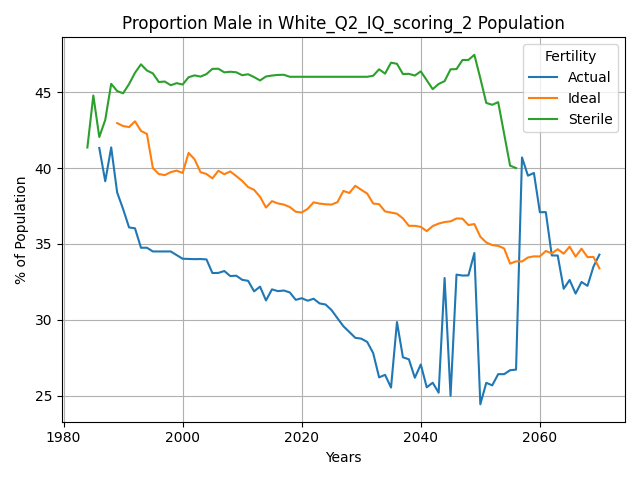 Proportion Male in White_Q2_IQ_scoring_2 Population
Fertility
Actual
Ideal
Sterile
% of Population
45
40
35
30
25
1980
2000
2020
2040
2060
Years